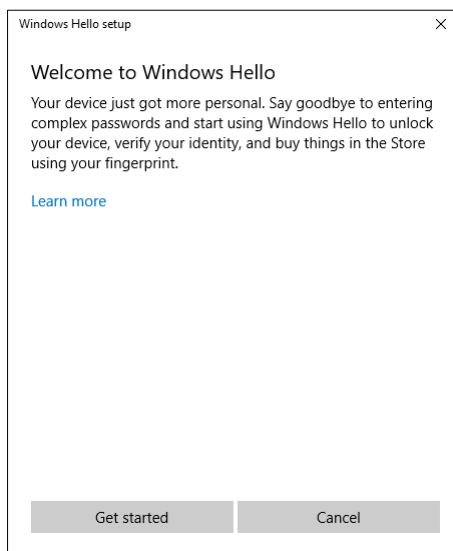 Windows Hello setup
Welcome to Windows Hello
Your device just got more personal. Say goodbye to entering
complex passwords and start using Windows Hello to unlock
your device, verify your identity, and buy things in the Store
using your fingerprint.
Learn more
Get started
Cancel